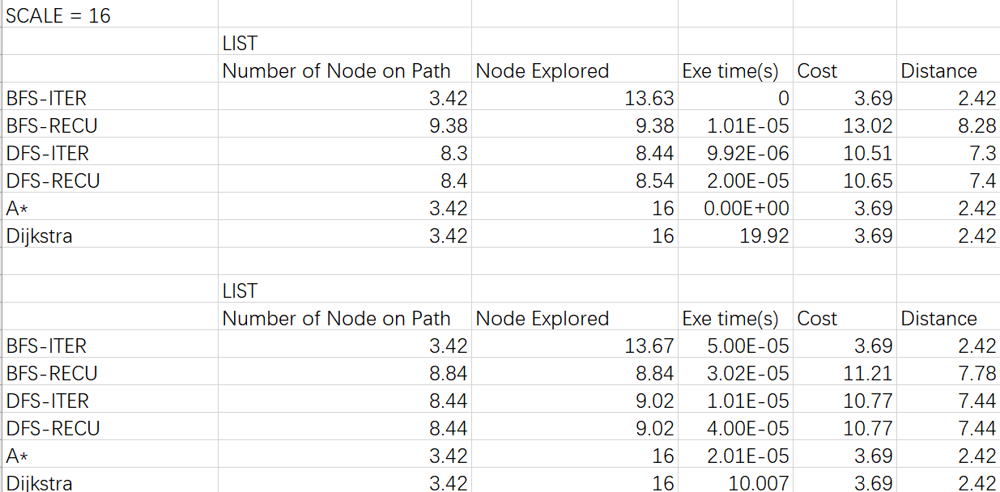 SCALE = 16
LIST
Number of Node on Path Node Explored Exe time(s) Cost Distance
BFS-ITER 3.42 13.63 0 3.69 2.42
BFS-RECU 9.38 9.38 1.01E-05 13.02 8.28
DFS-ITER 8.3 8.44 9.92E-06 10.51 7.3
DFS-RECU 8.4 8.54 2.00E-05 10.65 7.4
A* 3.42 16 0.00E+00 3.69 2.42
Dijkstra 3.42 16 19.92 3.69 2.42
LIST
Number of Node on Path Node Explored Exe time(s) Cost Distance
BFS-ITER 3.42 13.67 5.00E-05 3.69 2.42
BFS-RECU 8.84 8.84 3.02E-05 11.21 7.78
DFS-ITER 8.44 9.02 1.01E-05 10.77 7.44
DFS-RECU 8.44 9.02 4.00E-05 10.77 7.44
A* 3.42 16 2.01E-05 3.69 2.42
Dijkstra 3.42 16 10.007 3.69 2.42